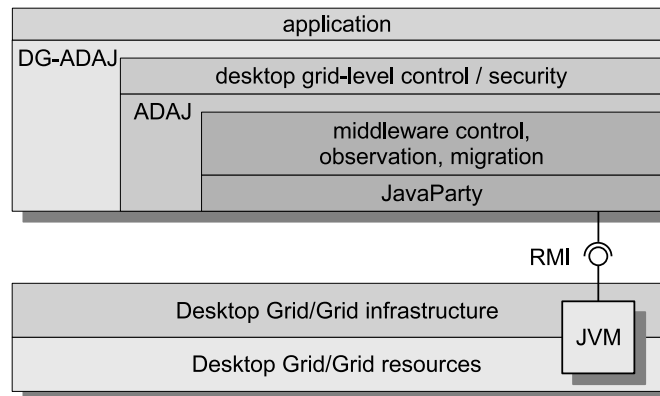 application
DG-ADAJ
desktop grid-level control / security
ADAJ
middleware control,
observation, migration
JavaParty
RMI
Desktop Grid/Grid infrastructure
JVM
Desktop Grid/Grid resources